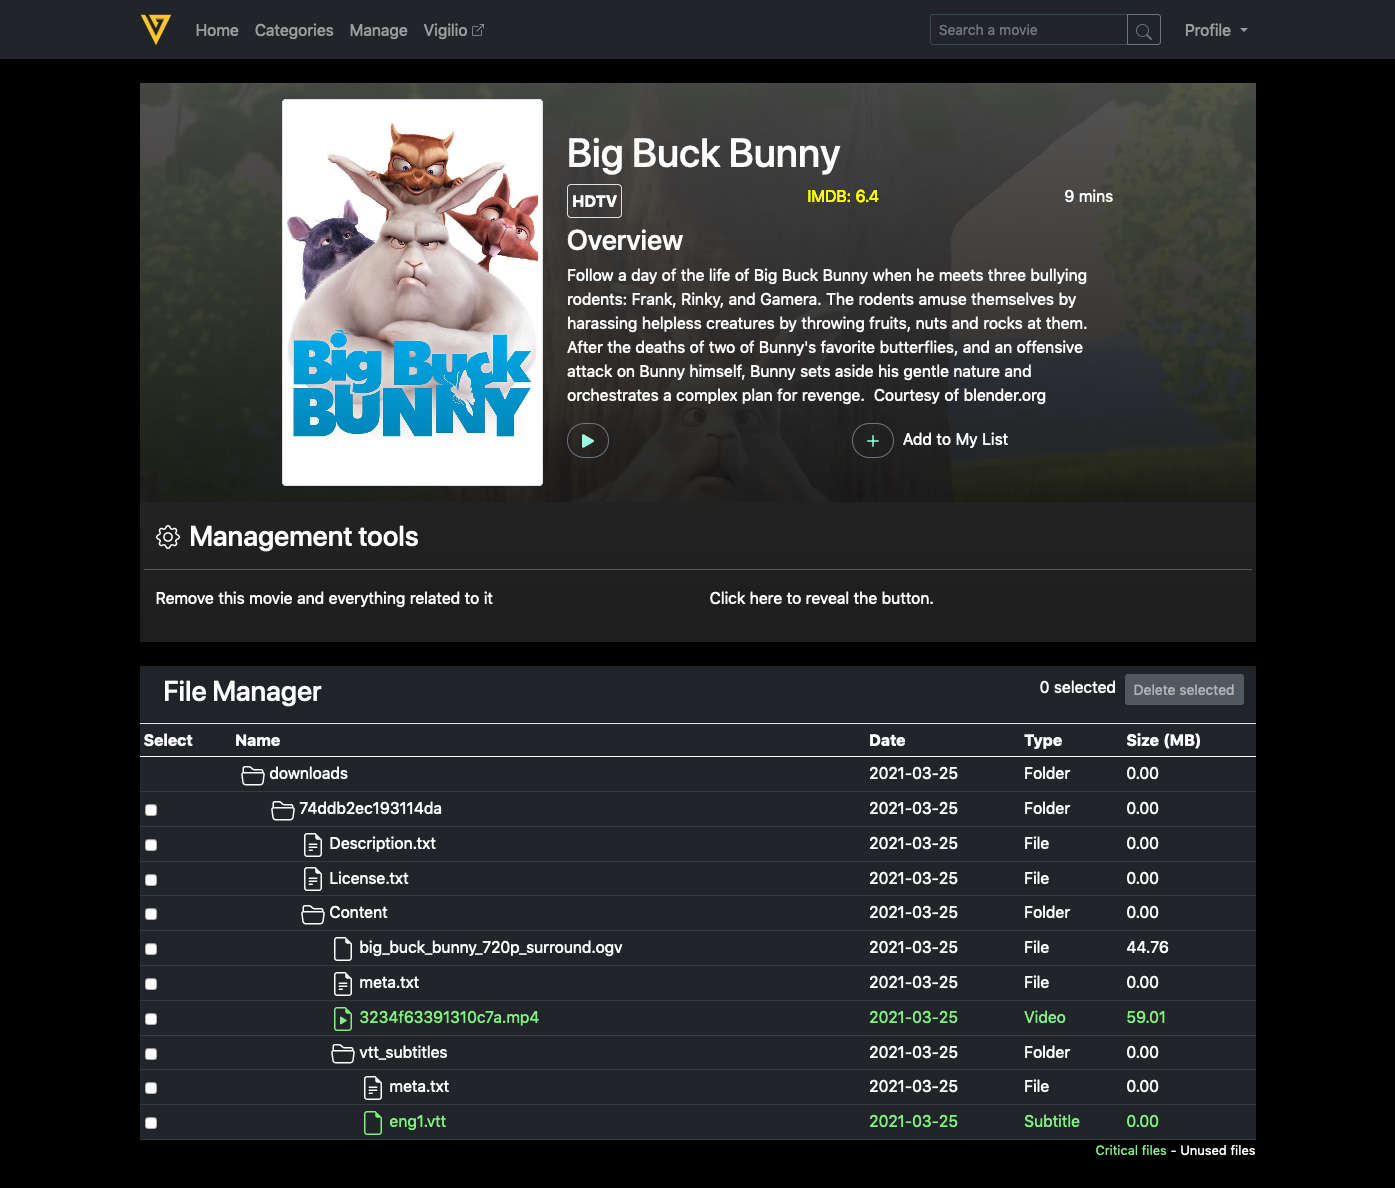 Home Categories Manage Vigilio Search a movie Profile
Big Buck BUNNY
Big Buck Bunny
HDTV IMDB: 6.4 9 mins
Overview
Follow a day of the life of Big Buck Bunny when he meets three bullying
rodents: Frank, Rinky, and Gamera. The rodents amuse themselves by
harassing helpless creatures by throwing fruits, nuts and rocks at them.
After the deaths of two of Bunny's favorite butterflies, and an offensive
attack on Bunny himself, Bunny sets aside his gentle nature and
orchestrates a complex plan for revenge. Courtesy of blender.org
Add to My List
Management tools
Remove this movie and everything related to it Click here to reveal the button.
File Manager 0 selected Delete selected
Select Name Date Type Size (MB)
downloads 2021-03-25 Folder 0.00
74ddb2ec193114da 2021-03-25 Folder 0.00
Description.txt 2021-03-25 File 0.00
License.txt 2021-03-25 File 0.00
Content 2021-03-25 Folder 0.00
big_buck_bunny_720p_surround.ogv 2021-03-25 File 44.76
meta.txt 2021-03-25 File 0.00
3234f63391310c7a.mp4 2021-03-25 Video 59.01
vtt_subtitles 2021-03-25 Folder 0.00
meta.txt 2021-03-25 File 0.00
eng1.vtt 2021-03-25 Subtitle 0.00
Critical files - Unused files